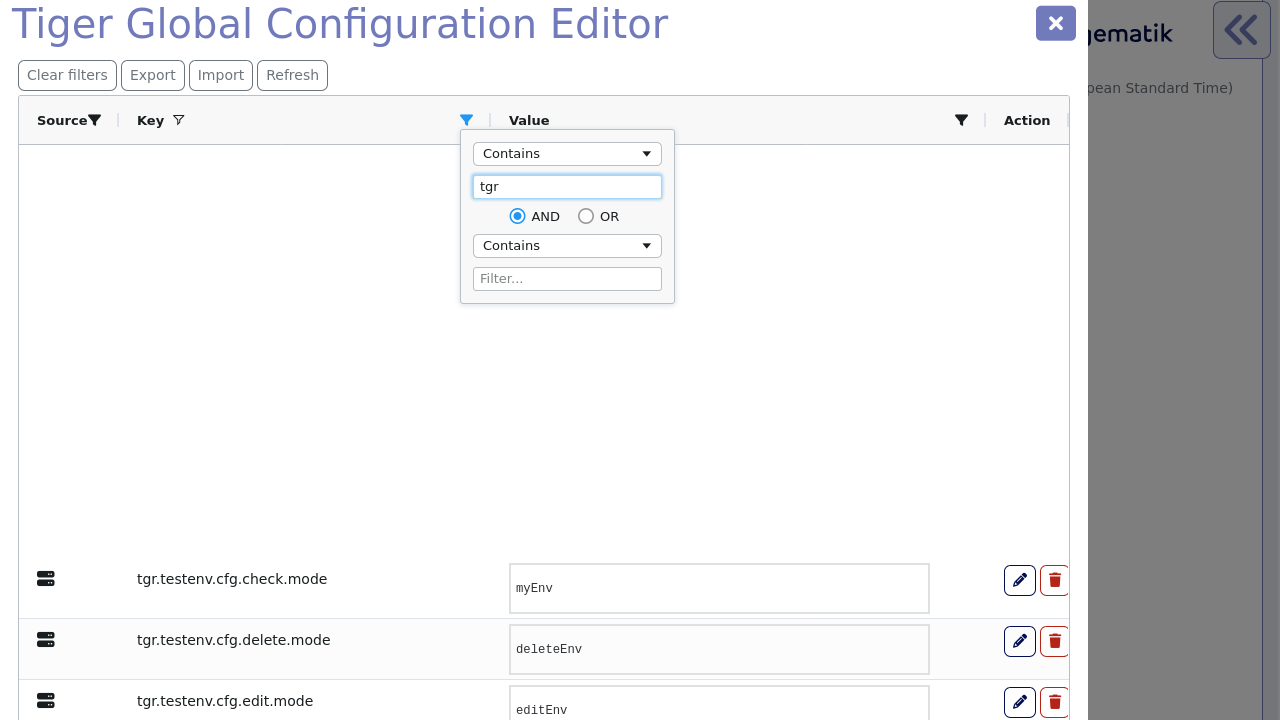 Tiger Global Configuration Editor
gematik
Clear filters Export Import Refresh
pean Standard Time)
Source Key Value Action
Contains
tgr
AND OR
Contains
Filter...
tgr.testenv.cfg.check.mode myEnv
tgr.testenv.cfg.delete.mode deleteEnv
tgr.testenv.cfg.edit.mode editEnv